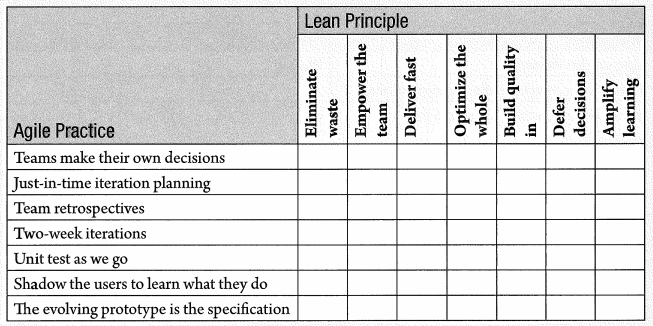 Lean Principle
Agile Practice
Eliminate
waste
Empower the
team
Deliver fast
Optimize the
whole
Build quality
in
Defer
decisions
Amplify
learning
Teams make their own decisions
Just-in-time iteration planning
Team retrospectives
Two-week iterations
Unit test as we go
Shadow the users to learn what they do
The evolving prototype is the specification